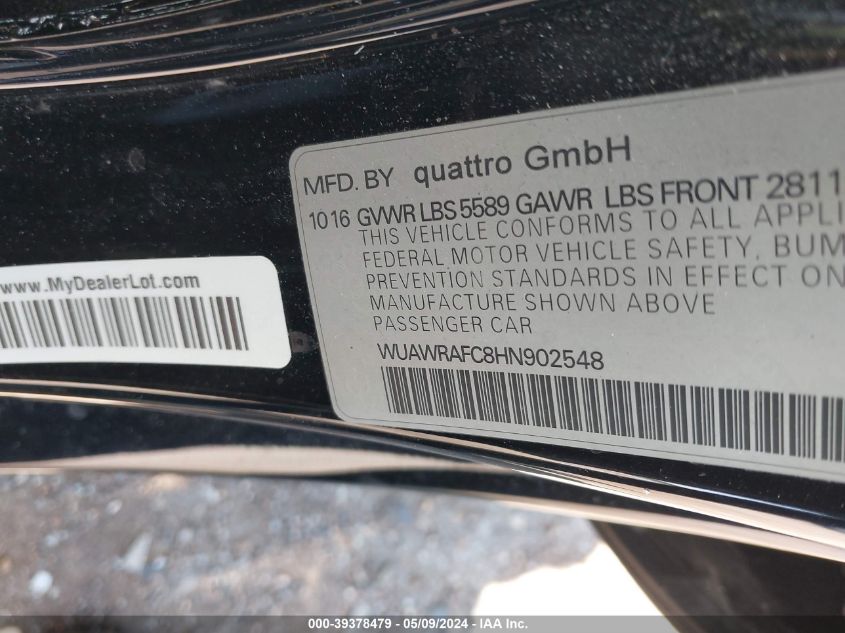 MFD. BY quattro GmbH
10 16 GVWR LBS 5589 GAWR LBS FRONT 2811
THIS VEHICLE CONFORMS TO ALL APPLI
FEDERAL MOTOR VEHICLE SAFETY, BUM
PREVENTION STANDARDS IN EFFECT ON
MANUFACTURE SHOWN ABOVE
PASSENGER CAR
WUAWRAFC8HN902548
www.MyDealerLot.com
000-39378479 - 05/09/2024 - IAA Inc.